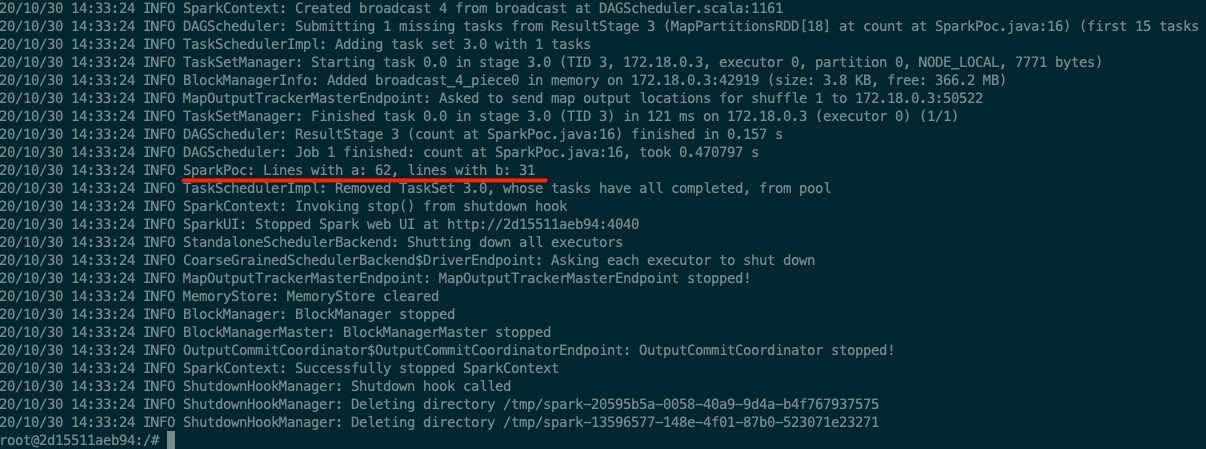 20/10/30 14:33:24 INFO SparkContext: Created broadcast 4 from broadcast at DAGScheduler.scala:1161
20/10/30 14:33:24 INFO DAGScheduler: Submitting 1 missing tasks from ResultStage 3 (MapPartitionsRDD[18] at count at SparkPoc.java:16) (first 15 tasks
20/10/30 14:33:24 INFO TaskSchedulerImpl: Adding task set 3.0 with 1 tasks
20/10/30 14:33:24 INFO TaskSetManager: Starting task 0.0 in stage 3.0 (TID 3, 172.18.0.3, executor 0, partition 0, NODE_LOCAL, 7771 bytes)
20/10/30 14:33:24 INFO BlockManagerInfo: Added broadcast_4_piece0 in memory on 172.18.0.3:42919 (size: 3.8 KB, free: 366.2 MB)
20/10/30 14:33:24 INFO MapOutputTrackerMasterEndpoint: Asked to send map output locations for shuffle 1 to 172.18.0.3:50522
20/10/30 14:33:24 INFO TaskSetManager: Finished task 0.0 in stage 3.0 (TID 3) in 121 ms on 172.18.0.3 (executor 0) (1/1)
20/10/30 14:33:24 INFO DAGScheduler: ResultStage 3 (count at SparkPoc.java:16) finished in 0.157 s
20/10/30 14:33:24 INFO DAGScheduler: Job 1 finished: count at SparkPoc.java:16, took 0.470797 s
20/10/30 14:33:24 INFO SparkPoc: Lines with a: 62, lines with b: 31
20/10/30 14:33:24 INFO TaskSchedulerImpl: Removed TaskSet 3.0, whose tasks have all completed, from pool
20/10/30 14:33:24 INFO SparkContext: Invoking stop() from shutdown hook
20/10/30 14:33:24 INFO SparkUI: Stopped Spark web UI at http://2d15511aeb94:4040
20/10/30 14:33:24 INFO StandaloneSchedulerBackend: Shutting down all executors
20/10/30 14:33:24 INFO CoarseGrainedSchedulerBackend$DriverEndpoint: Asking each executor to shut down
20/10/30 14:33:24 INFO MapOutputTrackerMasterEndpoint: MapOutputTrackerMasterEndpoint stopped!
20/10/30 14:33:24 INFO MemoryStore: MemoryStore cleared
20/10/30 14:33:24 INFO BlockManager: BlockManager stopped
20/10/30 14:33:24 INFO BlockManagerMaster: BlockManagerMaster stopped
20/10/30 14:33:24 INFO OutputCommitCoordinator$OutputCommitCoordinatorEndpoint: OutputCommitCoordinator stopped!
20/10/30 14:33:24 INFO SparkContext: Successfully stopped SparkContext
20/10/30 14:33:24 INFO ShutdownHookManager: Shutdown hook called
20/10/30 14:33:24 INFO ShutdownHookManager: Deleting directory /tmp/spark-20595b5a-0058-40a9-9d4a-b4f767937575
20/10/30 14:33:24 INFO ShutdownHookManager: Deleting directory /tmp/spark-13596577-148e-4f01-87b0-523071e23271
root@2d15511aeb94:/#